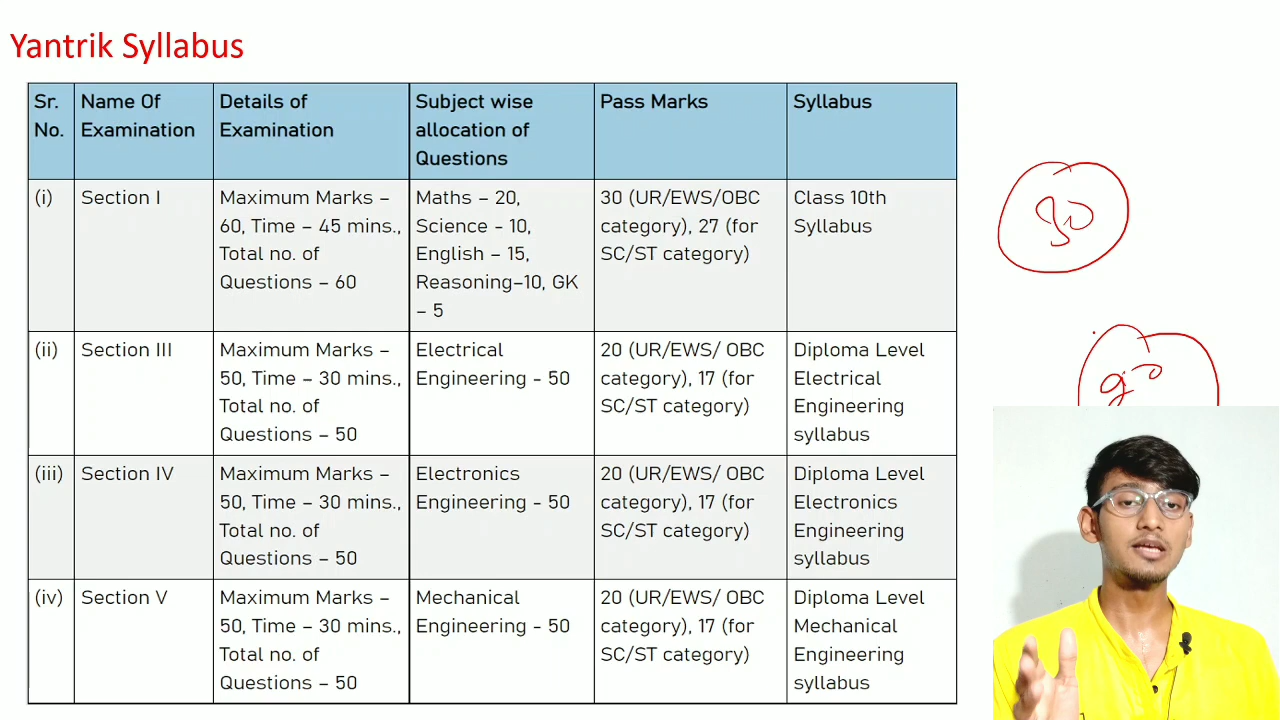 Yantrik Syllabus
Sr. No.
Name Of Examination
Details of Examination
Subject wise allocation of Questions
Pass Marks
Syllabus
(i)
Section I
Maximum Marks –
60, Time – 45 mins.,
Total no. of
Questions – 60
Maths – 20,
Science - 10,
English – 15,
Reasoning–10, GK
– 5
30 (UR/EWS/OBC
category), 27 (for
SC/ST category)
Class 10th
Syllabus
(ii)
Section III
Maximum Marks –
50, Time – 30 mins.,
Total no. of
Questions – 50
Electrical
Engineering - 50
20 (UR/EWS/ OBC
category), 17 (for
SC/ST category)
Diploma Level
Electrical
Engineering
syllabus
(iii)
Section IV
Maximum Marks –
50, Time – 30 mins.,
Total no. of
Questions – 50
Electronics
Engineering - 50
20 (UR/EWS/ OBC
category), 17 (for
SC/ST category)
Diploma Level
Electronics
Engineering
syllabus
(iv)
Section V
Maximum Marks –
50, Time – 30 mins.,
Total no. of
Questions – 50
Mechanical
Engineering - 50
20 (UR/EWS/ OBC
category), 17 (for
SC/ST category)
Diploma Level
Mechanical
Engineering
syllabus